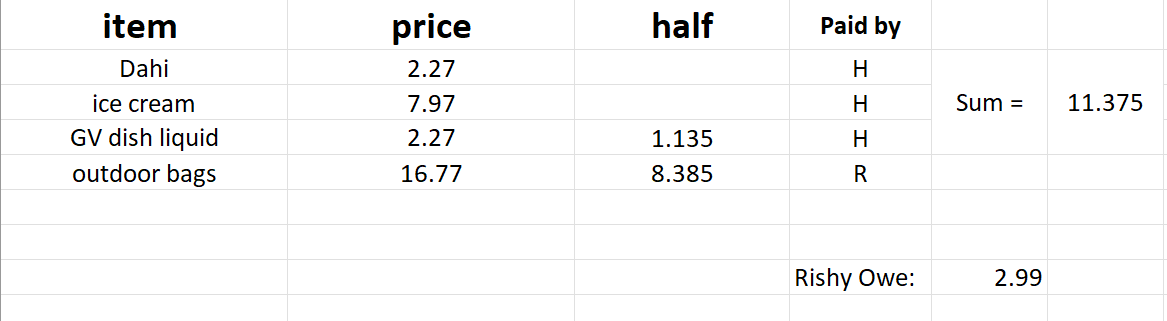 item price half Paid by
Dahi 2.27 H
ice cream 7.97 H Sum = 11.375
GV dish liquid 2.27 1.135 H
outdoor bags 16.77 8.385 R
Rishy Owe: 2.99